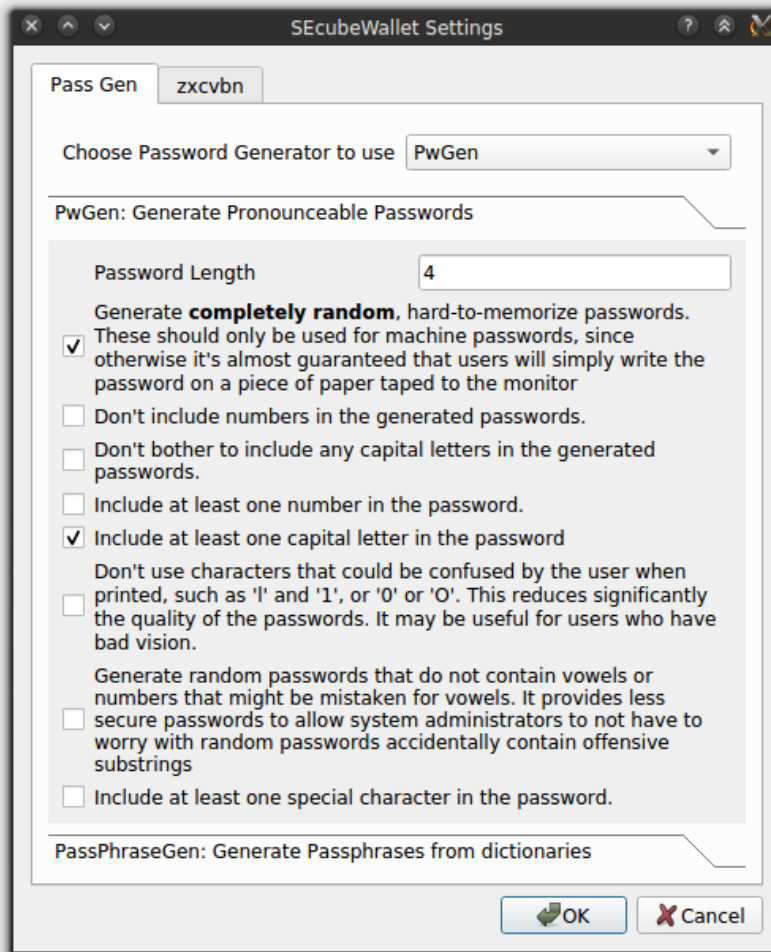 SEcubeWallet Settings
Pass Gen
zxcvbn
Choose Password Generator to use PwGen
PwGen: Generate Pronounceable Passwords
Password Length 4
Generate completely random, hard-to-memorize passwords.
These should only be used for machine passwords, since
otherwise it's almost guaranteed that users will simply write the
password on a piece of paper taped to the monitor
Don't include numbers in the generated passwords.
Don't bother to include any capital letters in the generated
passwords.
Include at least one number in the password.
Include at least one capital letter in the password
Don't use characters that could be confused by the user when
printed, such as 'l' and '1', or '0' or 'O'. This reduces significantly
the quality of the passwords. It may be useful for users who have
bad vision.
Generate random passwords that do not contain vowels or
numbers that might be mistaken for vowels. It provides less
secure passwords to allow system administrators to not have to
worry with random passwords accidentally contain offensive
substrings
Include at least one special character in the password.
PassPhraseGen: Generate Passphrases from dictionaries
OK
Cancel